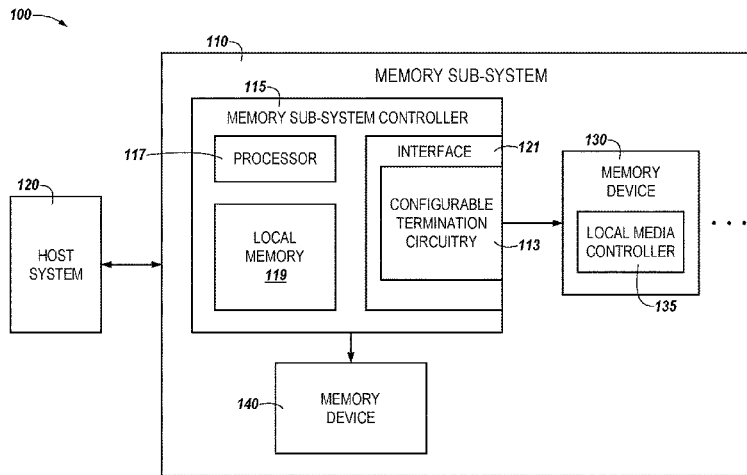 100
110
MEMORY SUB-SYSTEM
115
MEMORY SUB-SYSTEM CONTROLLER
117
PROCESSOR
INTERFACE
121
130
MEMORY
DEVICE
120
HOST
SYSTEM
LOCAL
MEMORY
119
CONFIGURABLE
TERMINATION
CIRCUITRY
113
LOCAL MEDIA
CONTROLLER
135
. . .
140
MEMORY
DEVICE